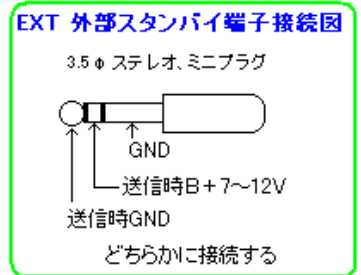 EXT 外部スタンバイ端子接続図
3.5φ ステレオ、ミニプラグ
GND
送信時B+7～12V
送信時GND
どちらかに接続する